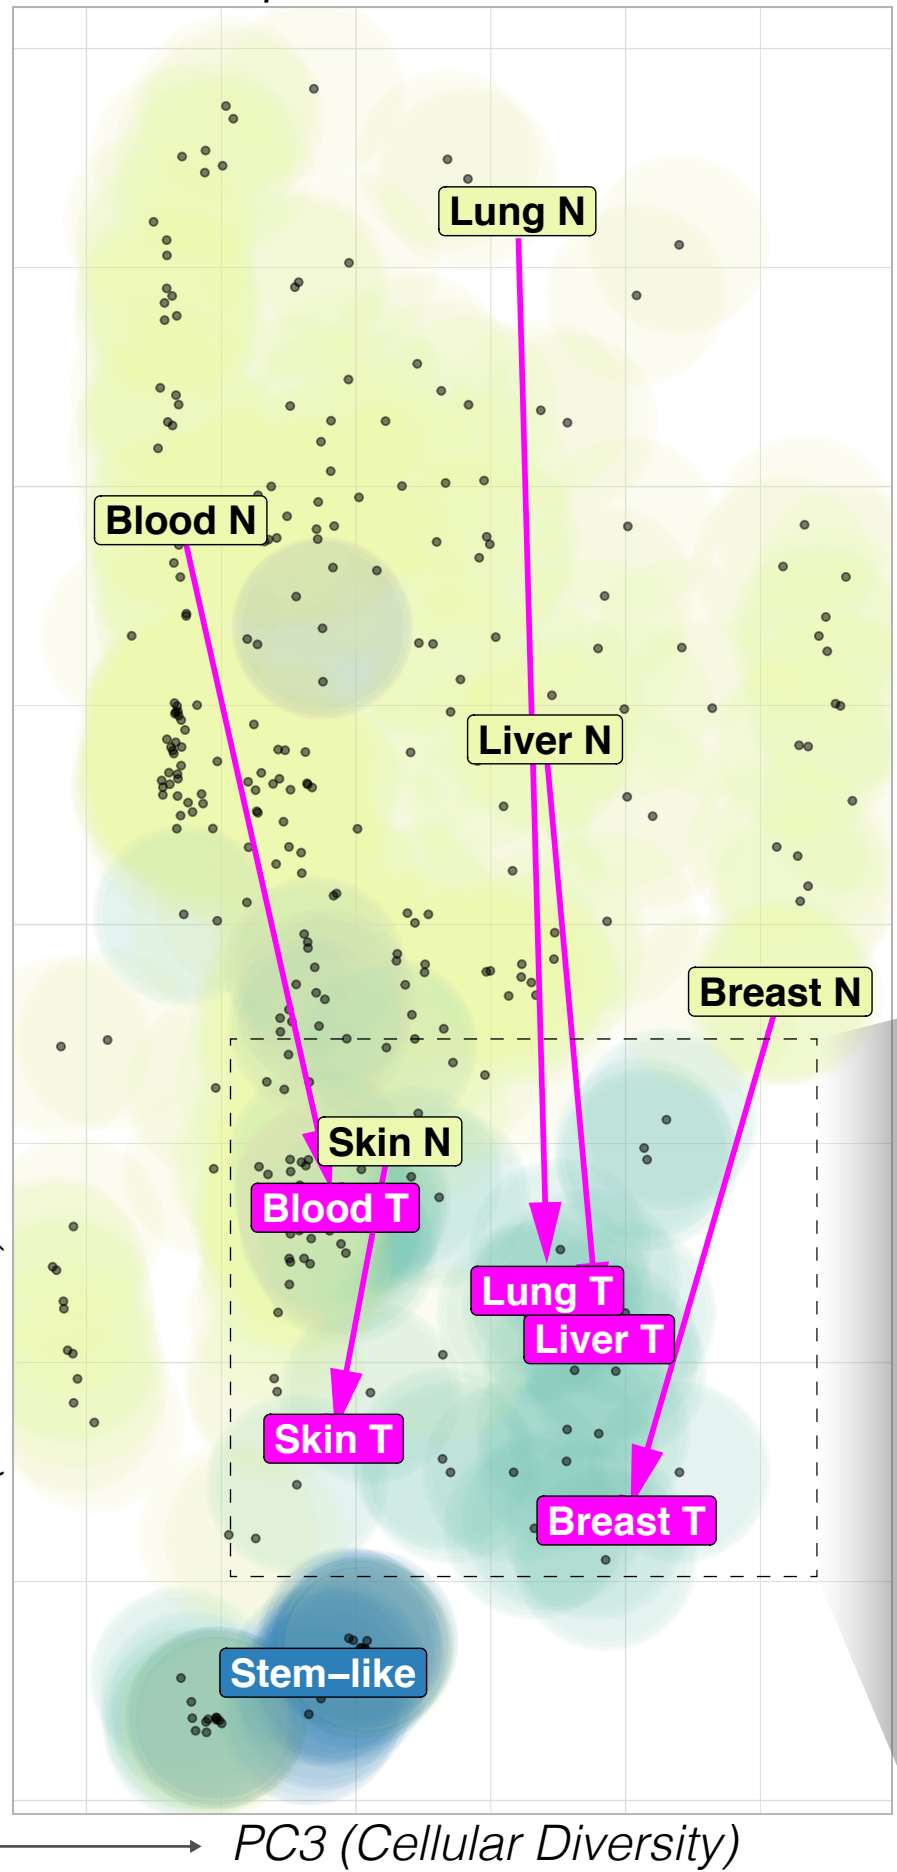 Lung N
Blood N
Liver N
Breast N
Skin N
Blood T
Lung T
Liver T
Skin T
Breast T
Stem–like
PC3 (Cellular Diversity)